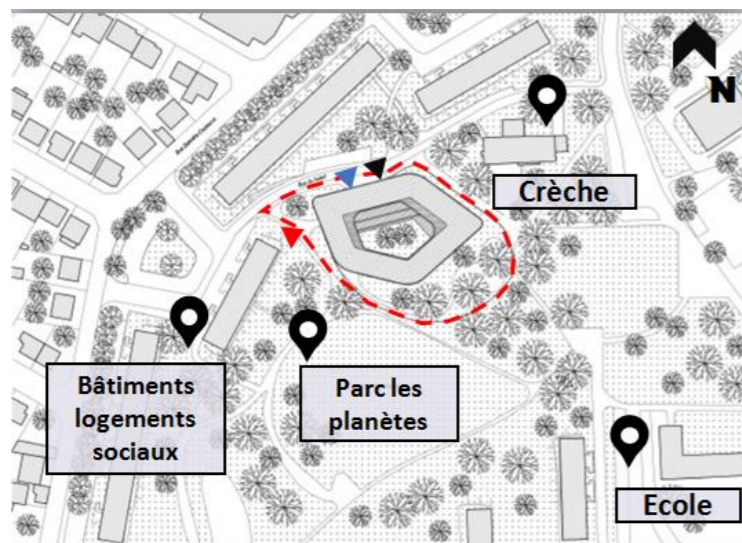 N
Crèche
Bâtiments
logements
sociaux
Parc les
planètes
Ecole